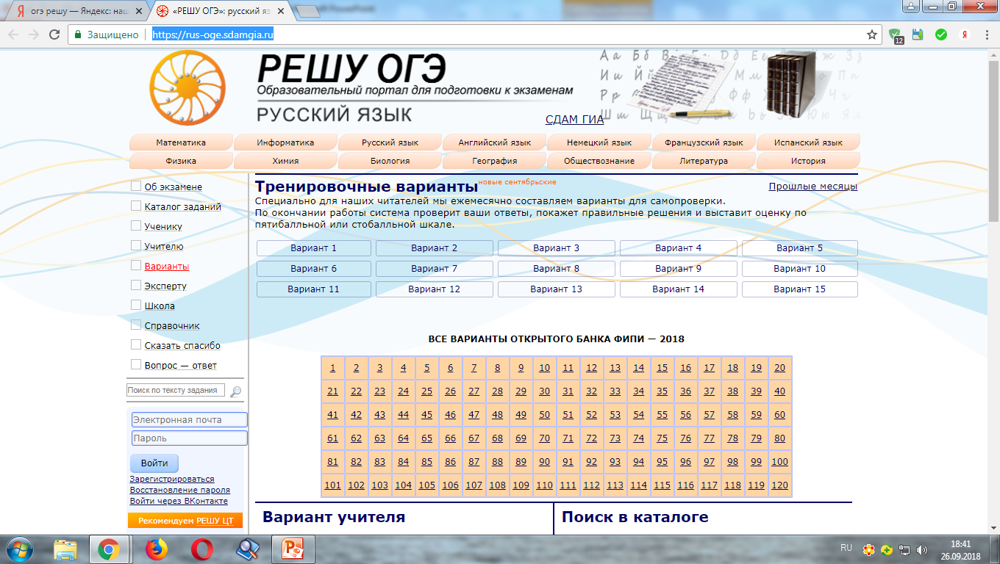 огэ решу — Яндекс: наш
«РЕШУ ОГЭ»: русский яз
Защищено
https://rus-oge.sdamgia.ru
12
РЕШУ ОГЭ
Образовательный портал для подготовки к экзаменам
РУССКИЙ ЯЗЫК
СДАМ ГИА
Математика Информатика Русский язык Английский язык Немецкий язык Французский язык Испанский язык
Физика Химия Биология География Обществознание Литература История
Об экзамене
Каталог заданий
Ученику
Учителю
Варианты
Эксперту
Школа
Справочник
Сказать спасибо
Вопрос — ответ
Поиск по тексту задания
Электронная почта
Пароль
Войти
Зарегистрироваться
Восстановление пароля
Войти через ВКонтакте
Рекомендуем РЕШУ ЦТ
Тренировочные варианты новые сентябрьские
Прошлые месяцы
Специально для наших читателей мы ежемесячно составляем варианты для самопроверки.
По окончании работы система проверит ваши ответы, покажет правильные решения и выставит оценку по
пятибалльной или стобалльной шкале.
Вариант 1 Вариант 2 Вариант 3 Вариант 4 Вариант 5
Вариант 6 Вариант 7 Вариант 8 Вариант 9 Вариант 10
Вариант 11 Вариант 12 Вариант 13 Вариант 14 Вариант 15
ВСЕ ВАРИАНТЫ ОТКРЫТОГО БАНКА ФИПИ — 2018
1 2 3 4 5 6 7 8 9 10 11 12 13 14 15 16 17 18 19 20
21 22 23 24 25 26 27 28 29 30 31 32 33 34 35 36 37 38 39 40
41 42 43 44 45 46 47 48 49 50 51 52 53 54 55 56 57 58 59 60
61 62 63 64 65 66 67 68 69 70 71 72 73 74 75 76 77 78 79 80
81 82 83 84 85 86 87 88 89 90 91 92 93 94 95 96 97 98 99 100
101 102 103 104 105 106 107 108 109 110 111 112 113 114 115 116 117 118 119 120
Вариант учителя
Поиск в каталоге
RU
18:41
26.09.2018